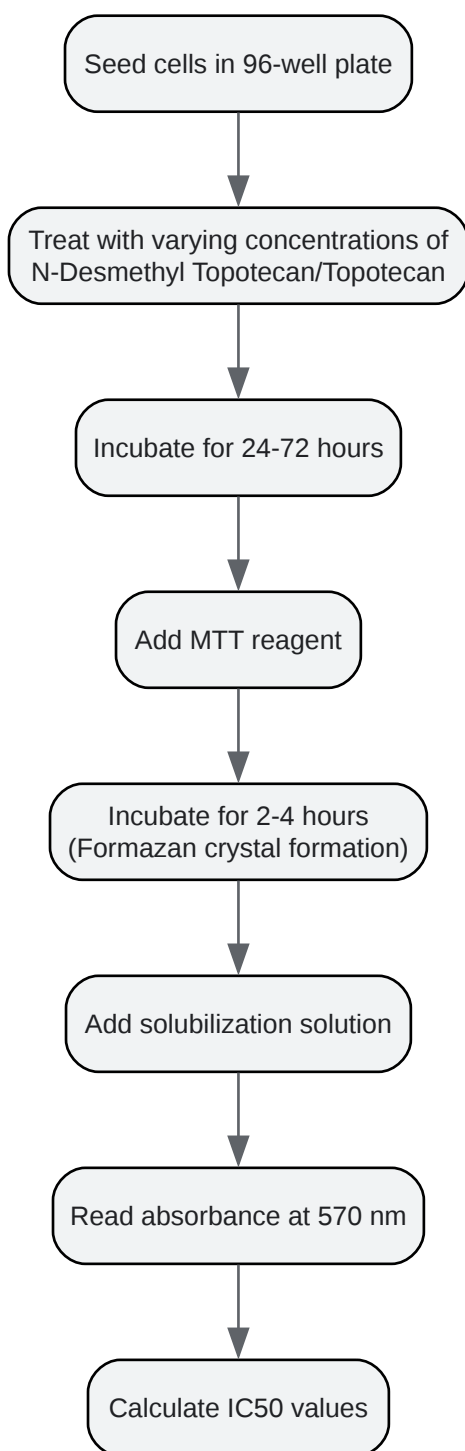 Seed cells in 96-well plate
Treat with varying concentrations of
N-Desmethyl Topotecan/Topotecan
Incubate for 24-72 hours
Add MTT reagent
Incubate for 2-4 hours
(Formazan crystal formation)
Add solubilization solution
Read absorbance at 570 nm
Calculate IC50 values